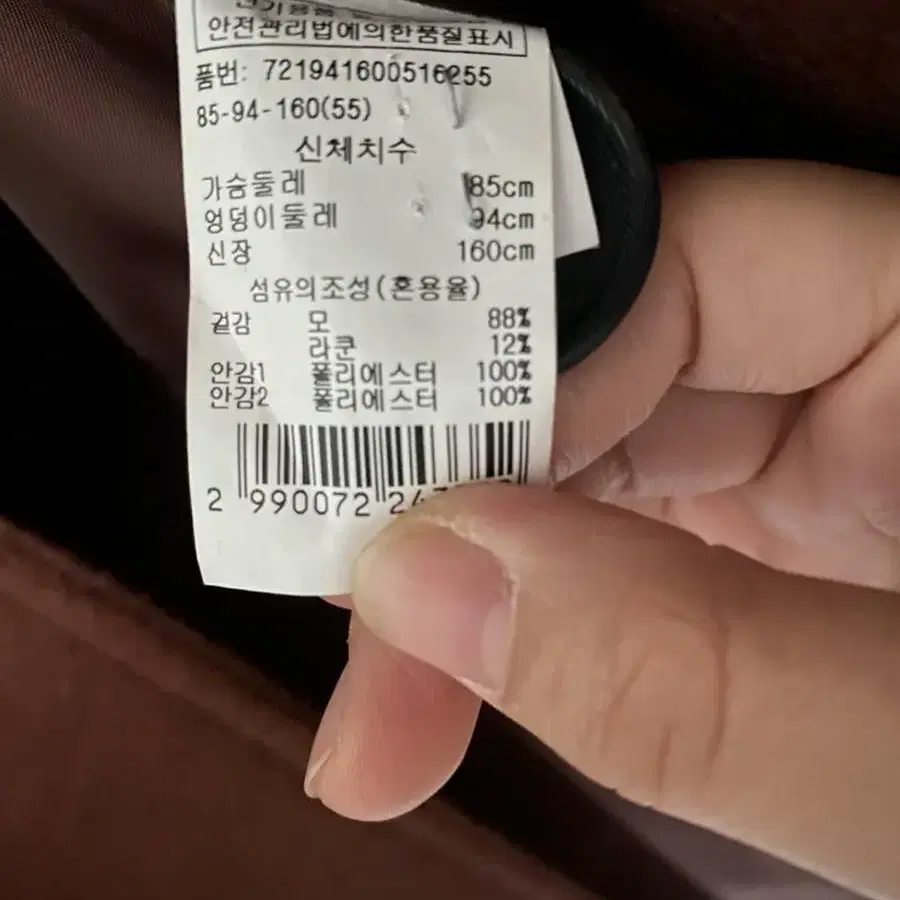 안전관리법에의한품질표시
품번: 721941600516255
85-94-160(55)
신체치수
가슴둘레 85cm
엉덩이둘레 94cm
신장 160cm
섬유의조성(혼용율)
겉감 모 88%
라쿤 12%
안감1 폴리에스터 100%
안감2 폴리에스터 100%
2 990072